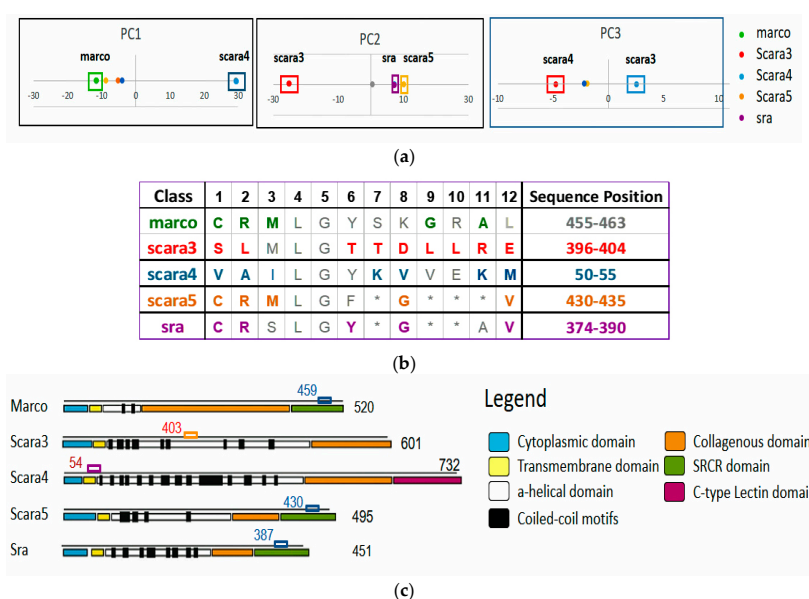 PC1
marco
scara4
-30 -20 -10 0 10 20 30
PC2
scara3 sra scara5
-30 0 10 30
PC3
scara4 scara3
-10 -5 0 5 10
marco
Scara3
Scara4
Scara5
sra
(a)
Class 1 2 3 4 5 6 7 8 9 10 11 12 Sequence Position
marco C R M L G Y S K G R A L 455-463
scara3 S L M L G T T D L L R E 396-404
scara4 V A I L G Y K V V E K M 50-55
scara5 C R M L G F * G * * * V 430-435
sra C R S L G Y * G * * A V 374-390
(b)
Marco 459 520
Scara3 403 601
Scara4 54 732
Scara5 430 495
Sra 387 451
Legend
Cytoplasmic domain
Transmembrane domain
a-helical domain
Coiled-coil motifs
Collagenous domain
SRCR domain
C-type Lectin domai
(c)